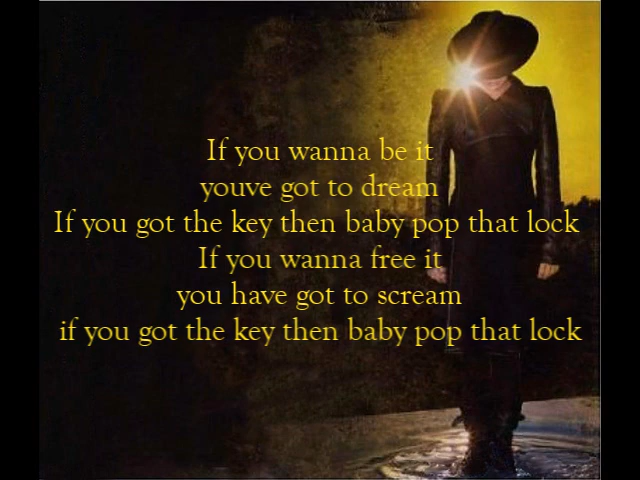 If you wanna be it
youve got to dream
If you got the key then baby pop that lock
If you wanna free it
you have got to scream
if you got the key then baby pop that lock